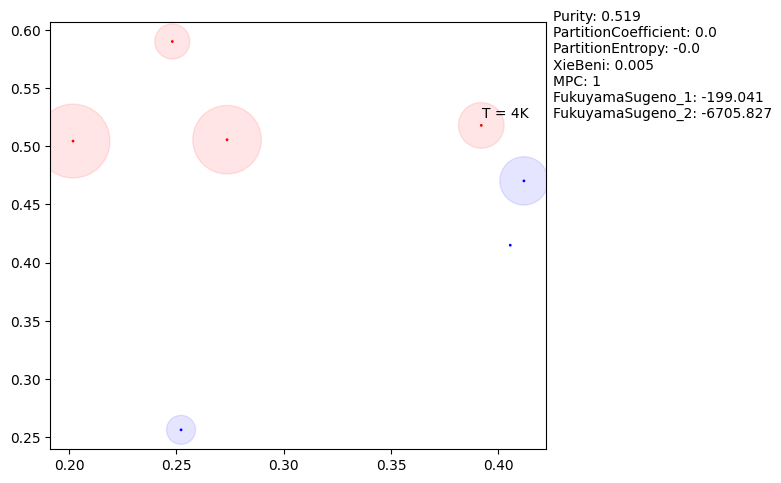 Purity: 0.519
PartitionCoefficient: 0.0
PartitionEntropy: -0.0
XieBeni: 0.005
MPC: 1
FukuyamaSugeno_1: -199.041
FukuyamaSugeno_2: -6705.827
T = 4K
0.60
0.55
0.50
0.45
0.40
0.35
0.30
0.25
0.20 0.25 0.30 0.35 0.40